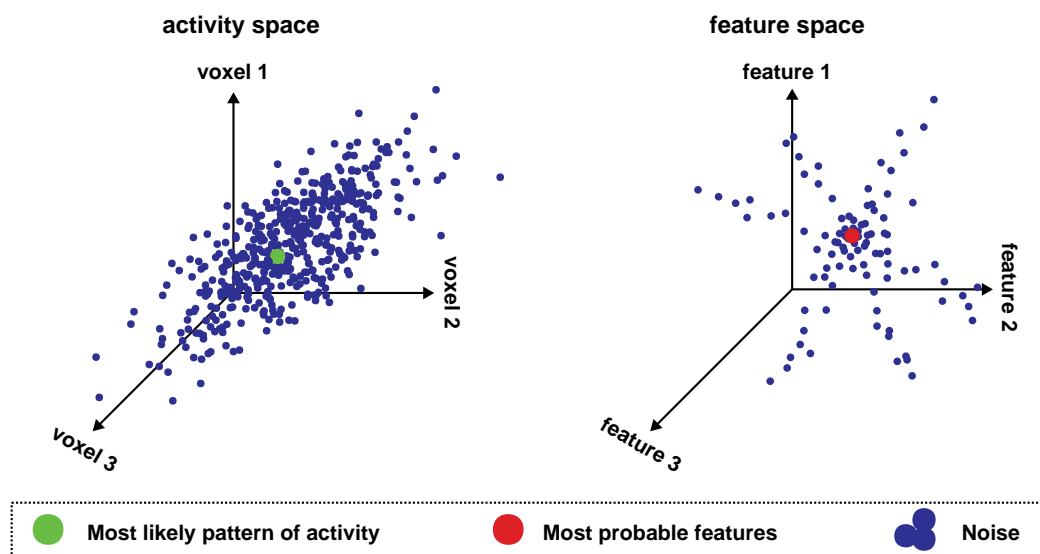 activity space
voxel 1
voxel 2
voxel 3
feature space
feature 1
feature 2
feature 3
Most likely pattern of activity
Most probable features
Noise